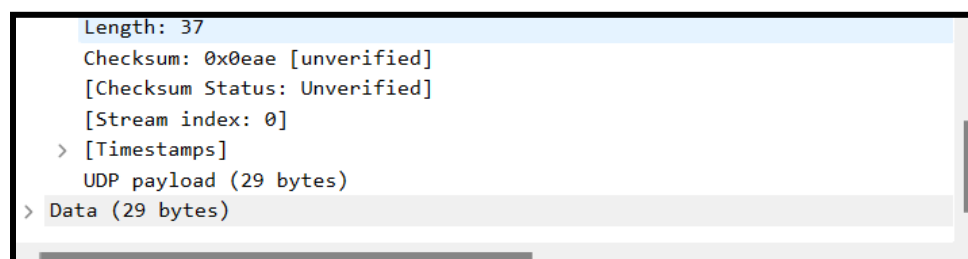 Length: 37
Checksum: 0x0eae [unverified]
[Checksum Status: Unverified]
[Stream index: 0]
> [Timestamps]
UDP payload (29 bytes)
> Data (29 bytes)